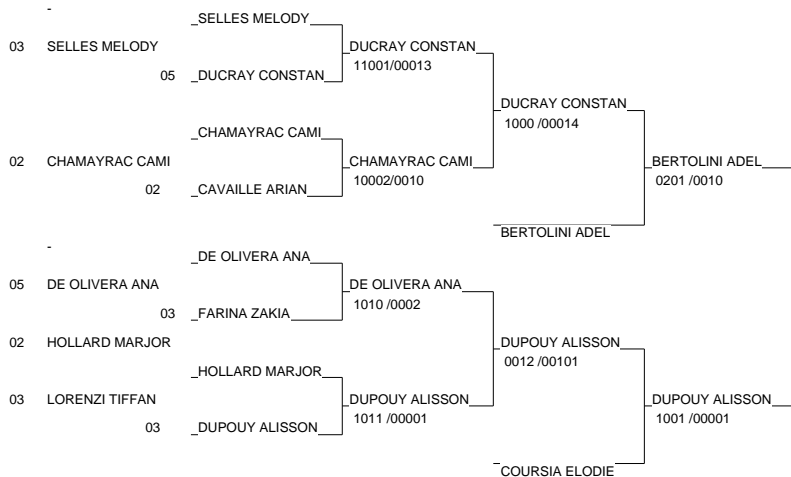 -
_SELLES MELODY
03 SELLES MELODY _DUCRAY CONSTAN
11001/00013
05 _DUCRAY CONSTAN
_DUCRAY CONSTAN
1000 /00014
_CHAMAYRAC CAMI
02 CHAMAYRAC CAMI _CHAMAYRAC CAMI _BERTOLINI ADEL
10002/0010 0201 /0010
02 _CAVAILLE ARIAN
_BERTOLINI ADEL
-
_DE OLIVERA ANA
05 DE OLIVERA ANA _DE OLIVERA ANA
1010 /0002
03 _FARINA ZAKIA
02 HOLLARD MARJOR _DUPOUY ALISSON
0012 /00101
_HOLLARD MARJOR
03 LORENZI TIFFAN _DUPOUY ALISSON _DUPOUY ALISSON
1011 /00001 1001 /00001
03 _DUPOUY ALISSON
_COURSIA ELODIE